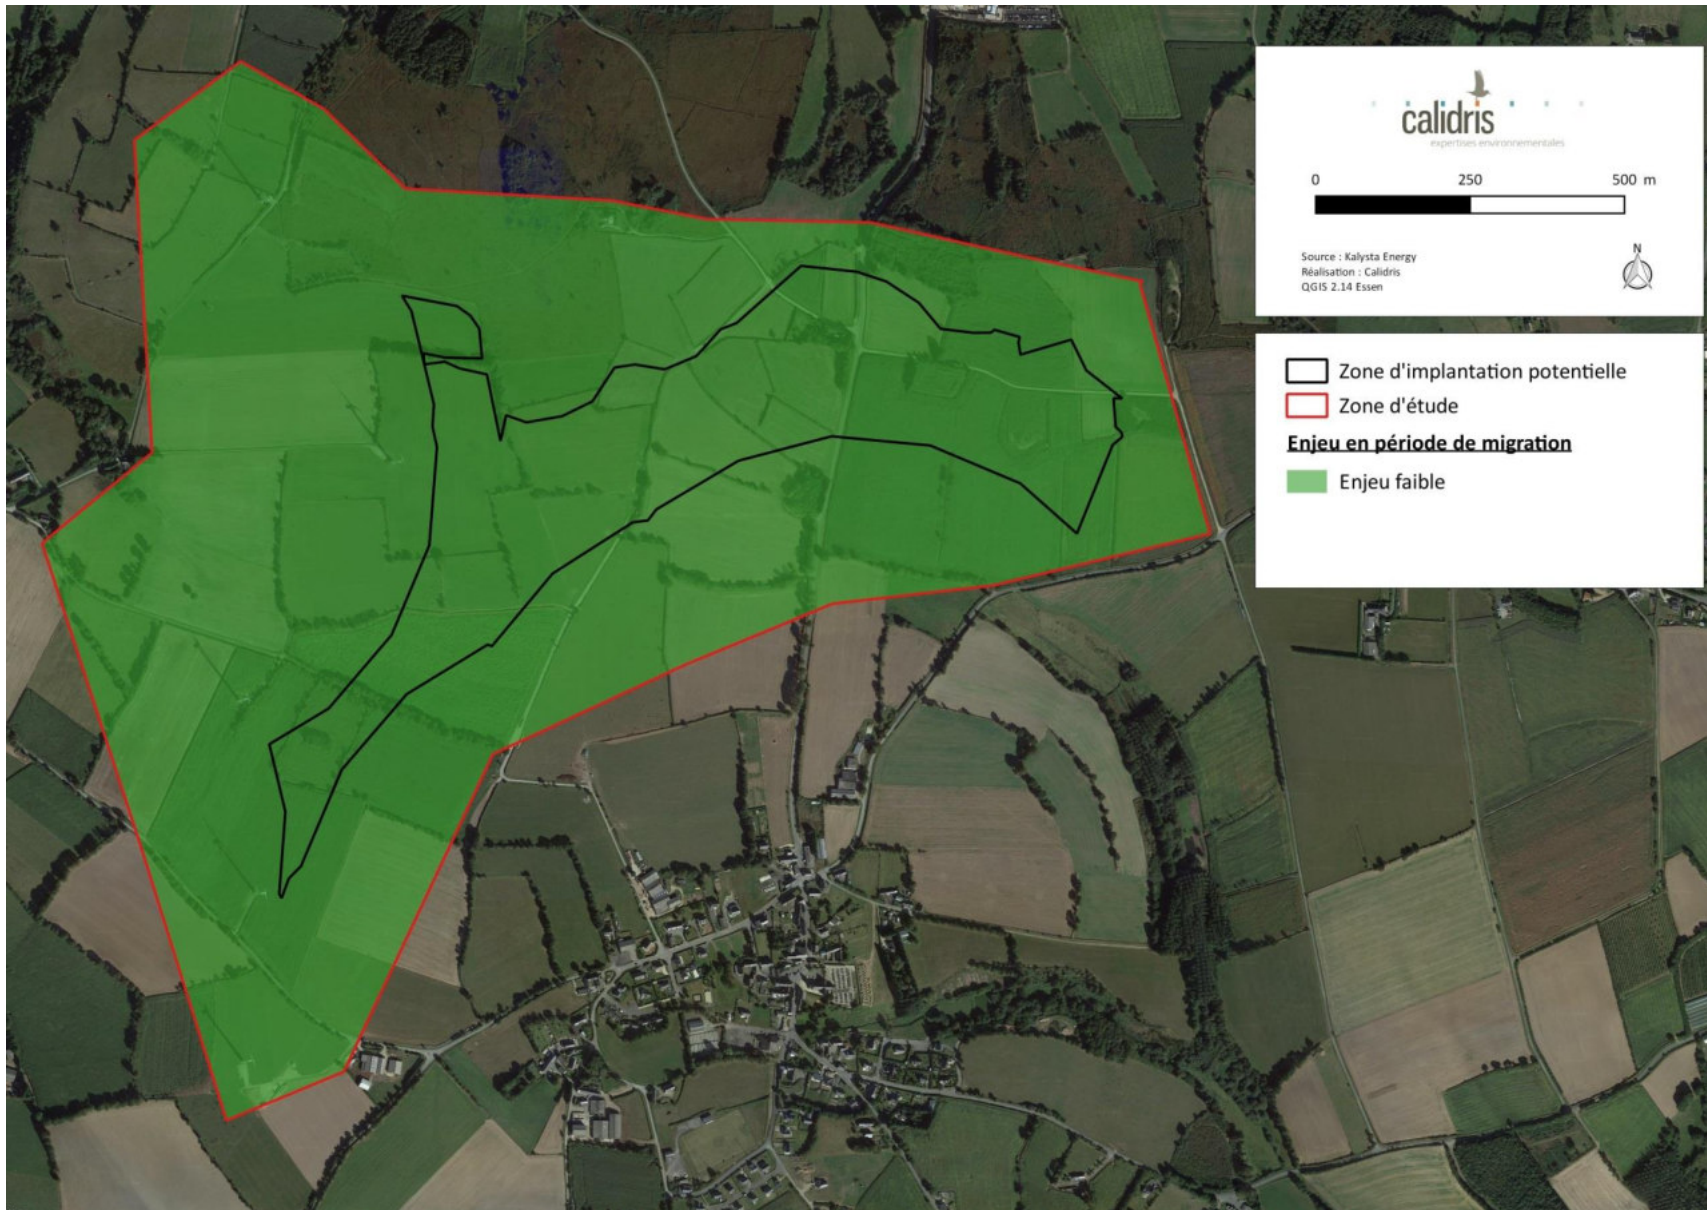 calidris
expertises environnementales
0 250 500 m
Source : Kalysta Energy
Réalisation : Calidris
QGIS 2.14 Essen
N
Zone d'implantation potentielle
Zone d'étude
Enjeu en période de migration
Enjeu faible